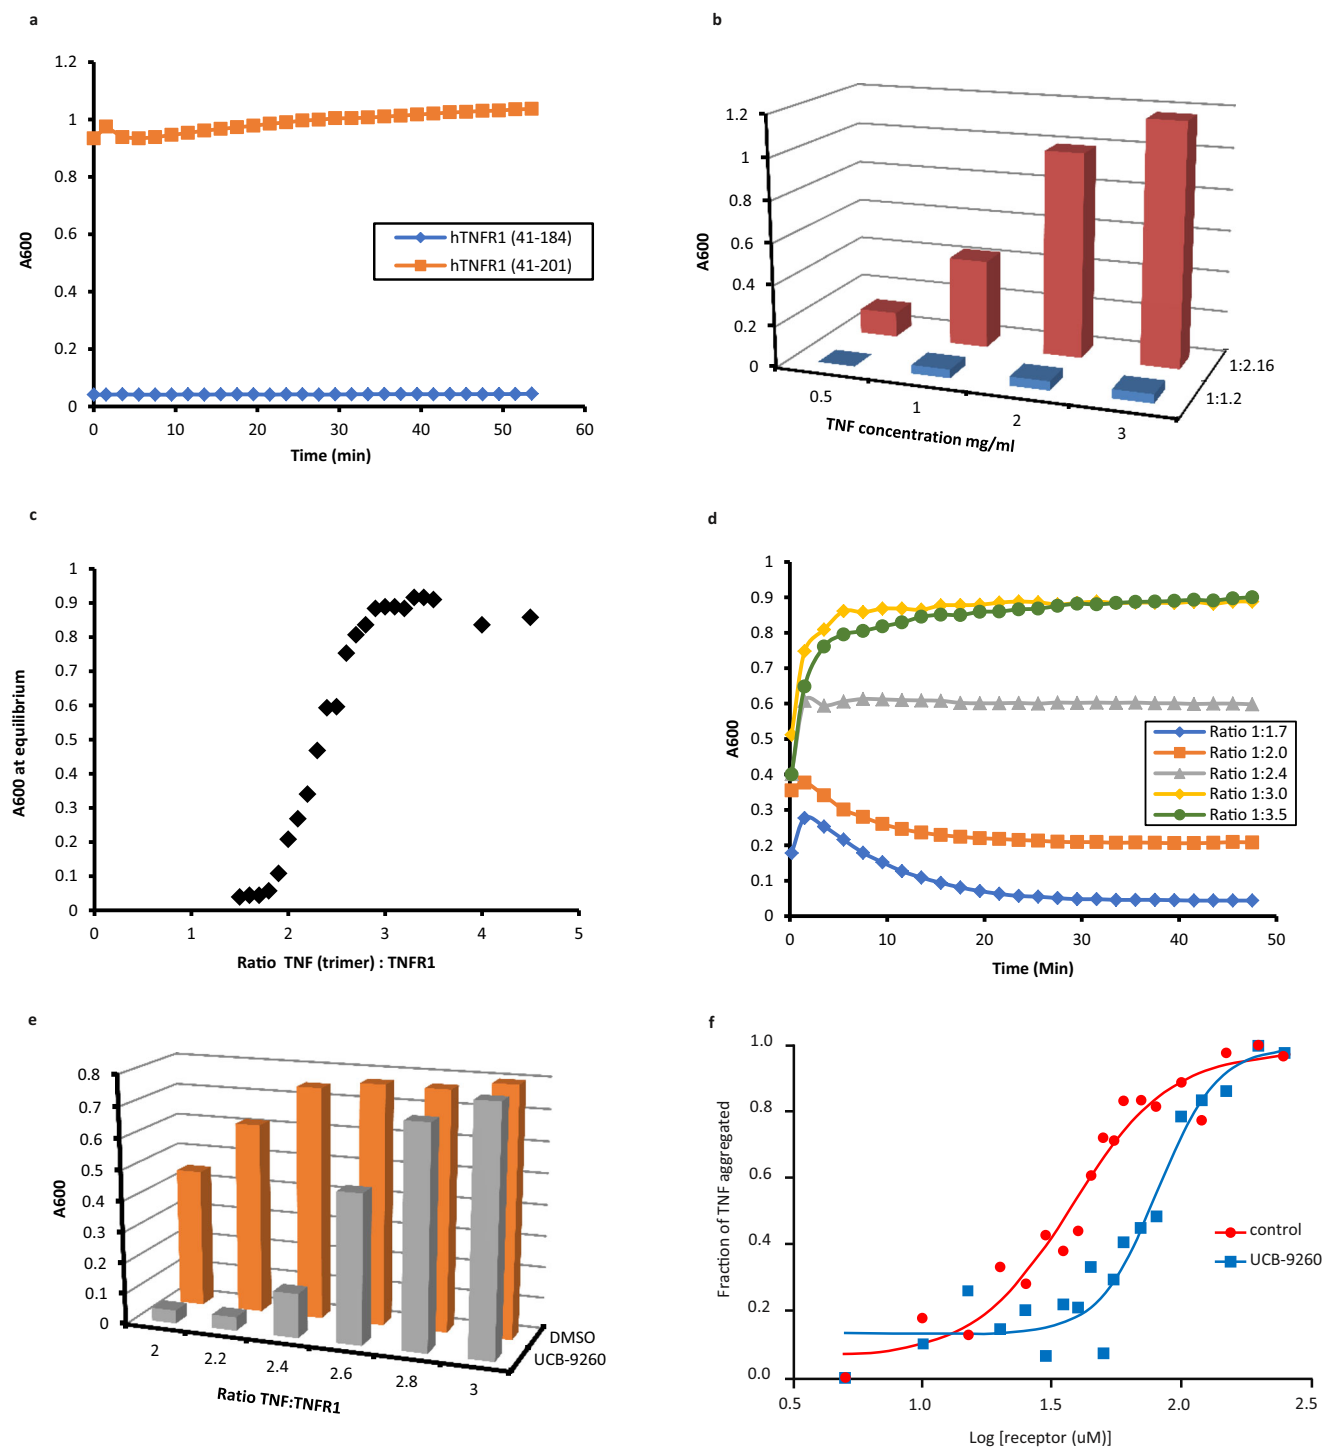 a
1.2
1
0.8
0.6
0.4
0.2
0
A600
0 10 20 30 40 50 60
Time (min)
hTNFR1 (41-184)
hTNFR1 (41-201)
b
1.2
1
0.8
0.6
0.4
0.2
0
A600
0.5 1 2 3
TNF concentration mg/ml
1:2.16
1:1.2
c
1
0.9
0.8
0.7
0.6
0.5
0.4
0.3
0.2
0.1
0
A600 at equilibrium
0 1 2 3 4 5
Ratio TNF (trimer) : TNFR1
d
1
0.9
0.8
0.7
0.6
0.5
0.4
0.3
0.2
0.1
0
A600
0 10 20 30 40 50
Time (Min)
Ratio 1:1.7
Ratio 1:2.0
Ratio 1:2.4
Ratio 1:3.0
Ratio 1:3.5
e
0.8
0.7
0.6
0.5
0.4
0.3
0.2
0.1
0
A600
2 2.2 2.4 2.6 2.8 3
Ratio TNF:TNFR1
DMSO
UCB-9260
f
1.0
0.8
0.6
0.4
0.2
0.0
Fraction of TNF aggregated
0.5 1.0 1.5 2.0 2.5
Log [receptor (uM)]
control
UCB-9260